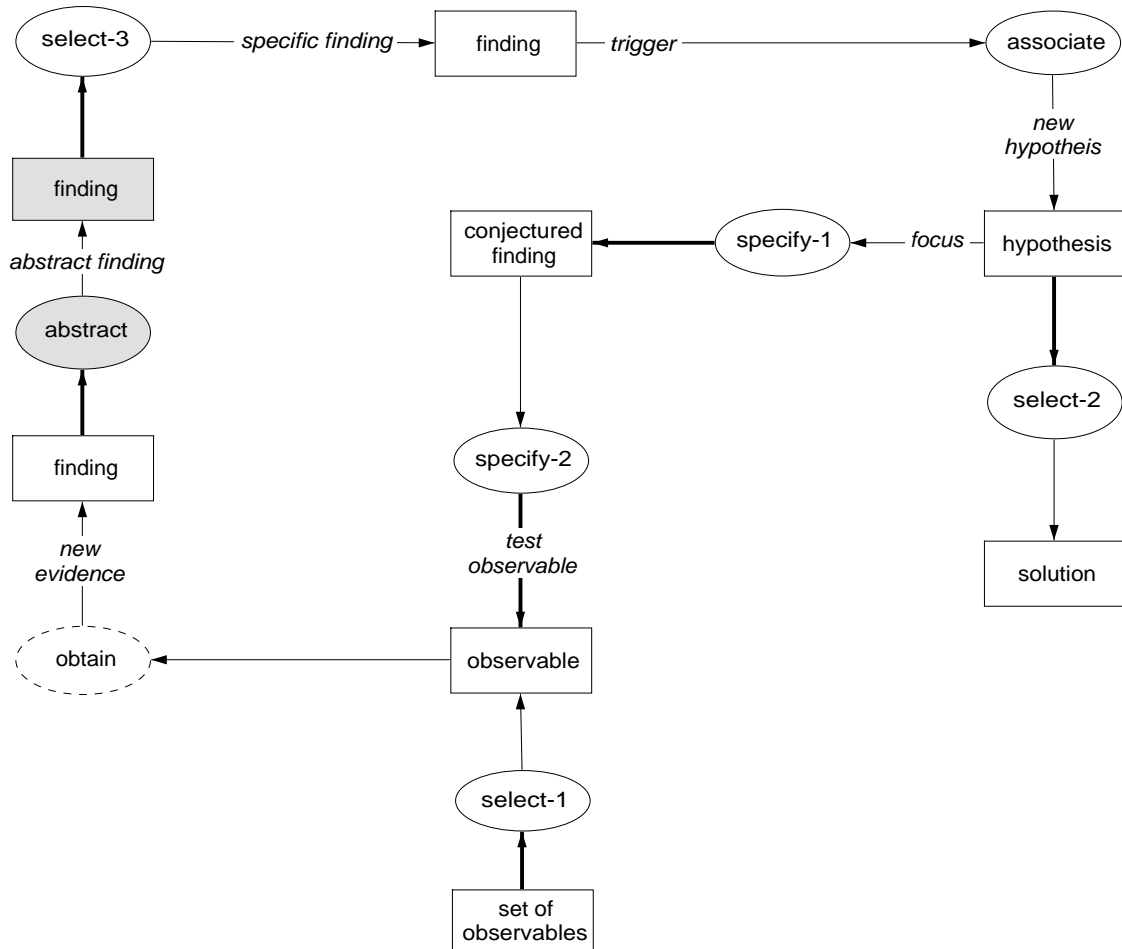 select-3
specific finding
finding
trigger
associate
new
hypotheis
finding
conjectured
finding
specify-1
focus
hypothesis
abstract finding
abstract
select-2
finding
specify-2
new
evidence
test
observable
solution
obtain
observable
select-1
set of
observables